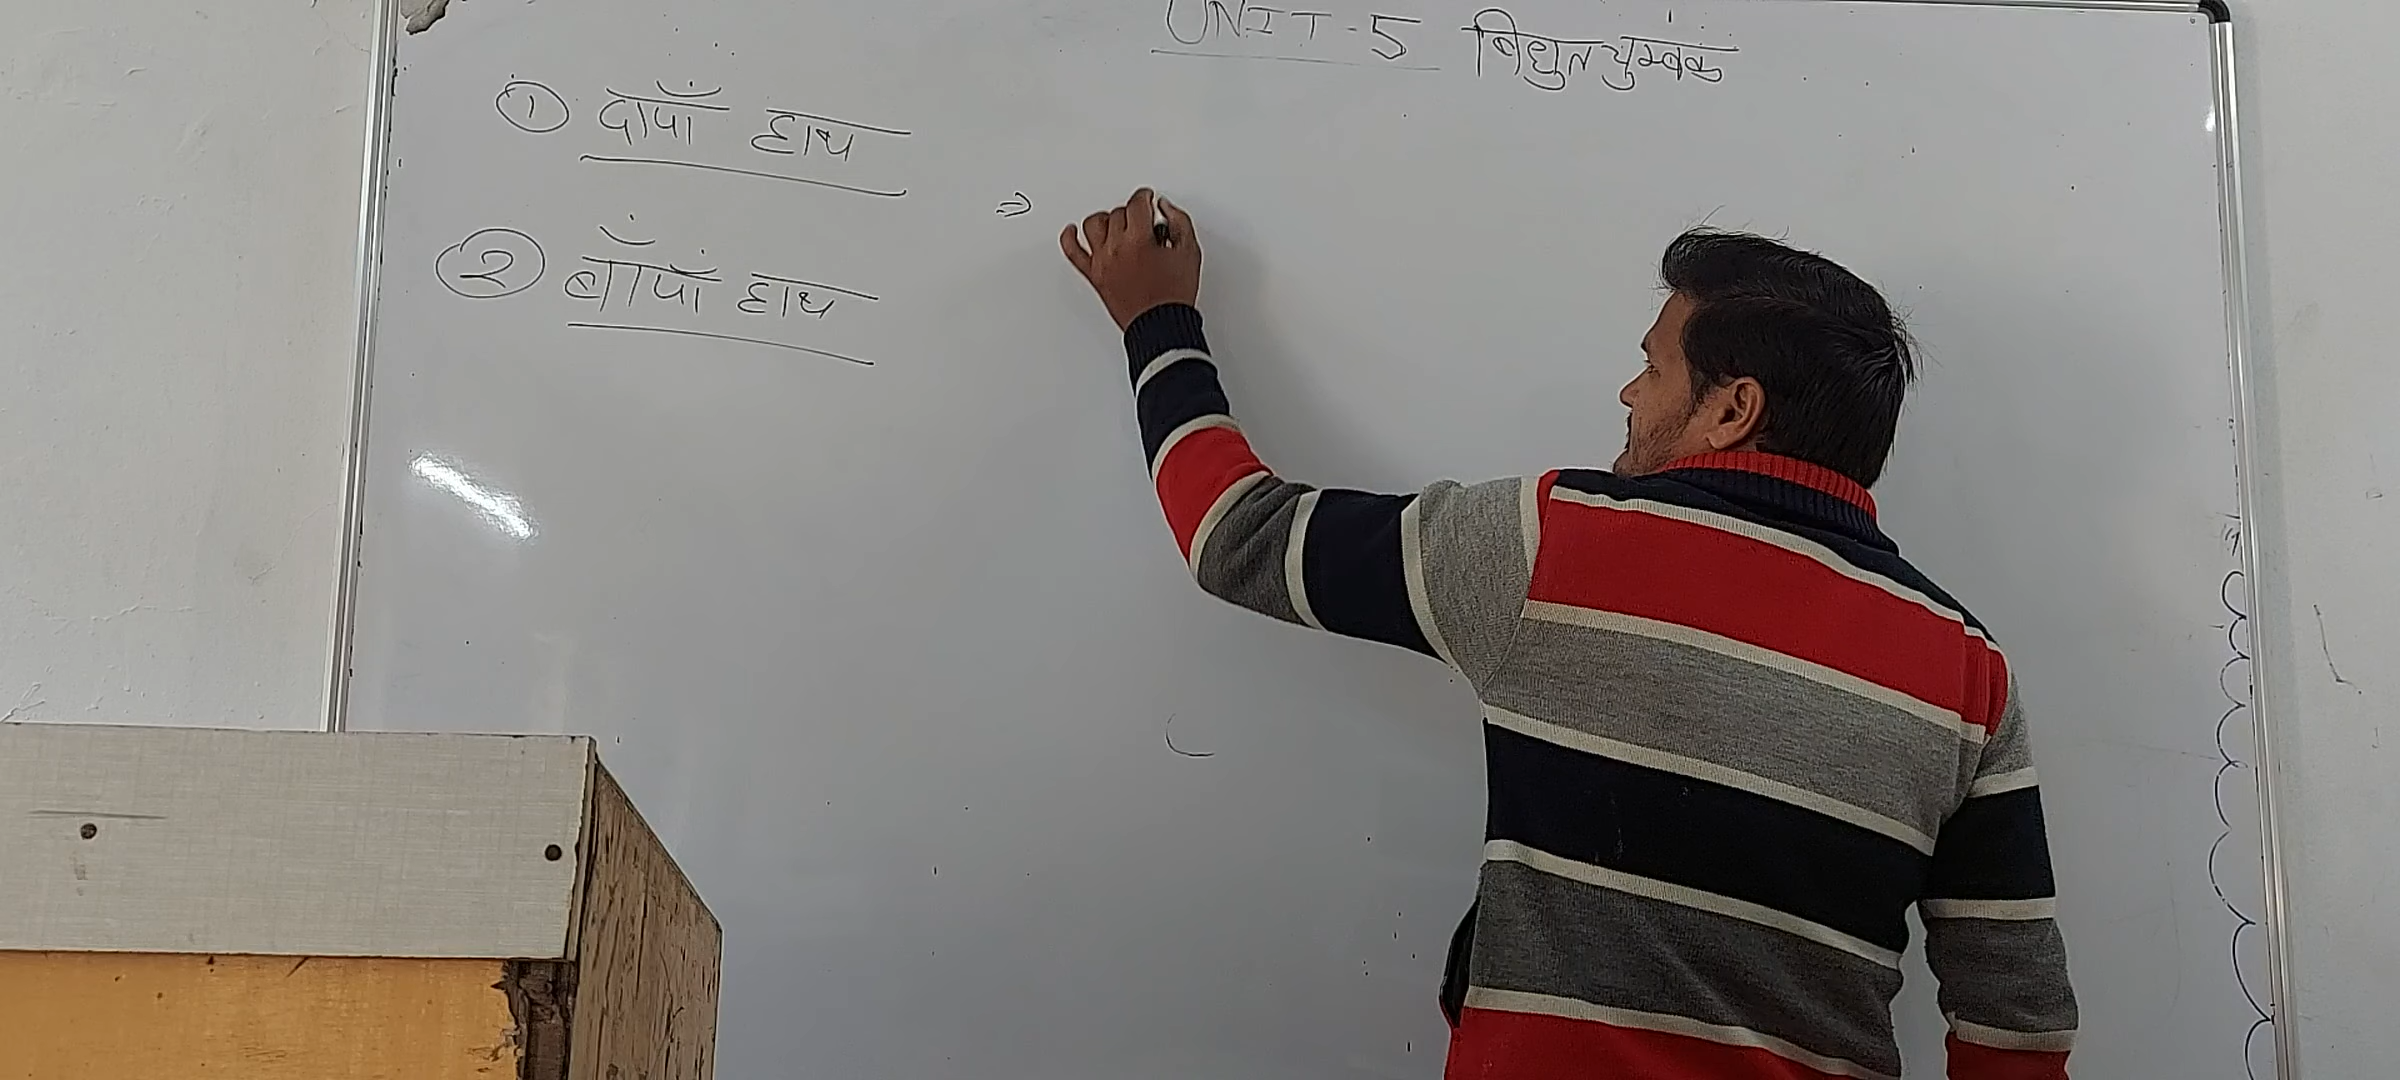 UNIT-5 विधुत चुम्बकं
① दायाँ हाथ
② बाँयाँ हाथ
⇒